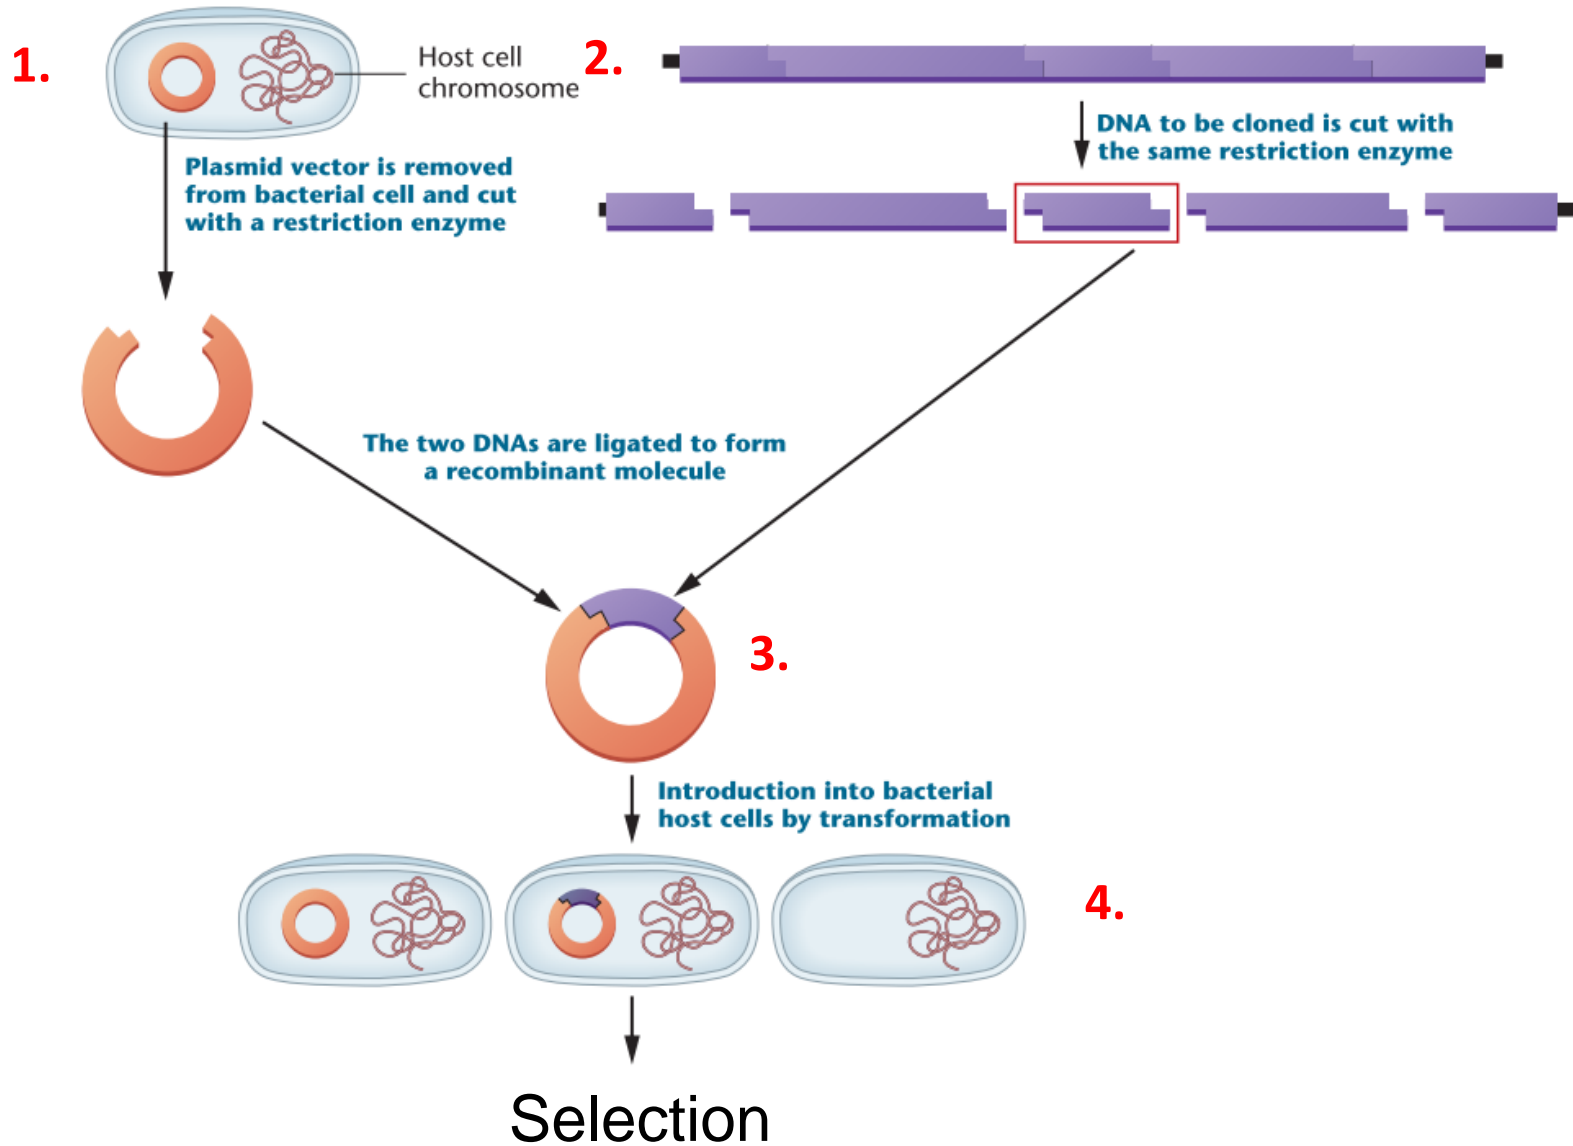 1.
Host cell
chromosome
2.
DNA to be cloned is cut with
the same restriction enzyme
Plasmid vector is removed
from bacterial cell and cut
with a restriction enzyme
The two DNAs are ligated to form
a recombinant molecule
3.
Introduction into bacterial
host cells by transformation
4.
Selection